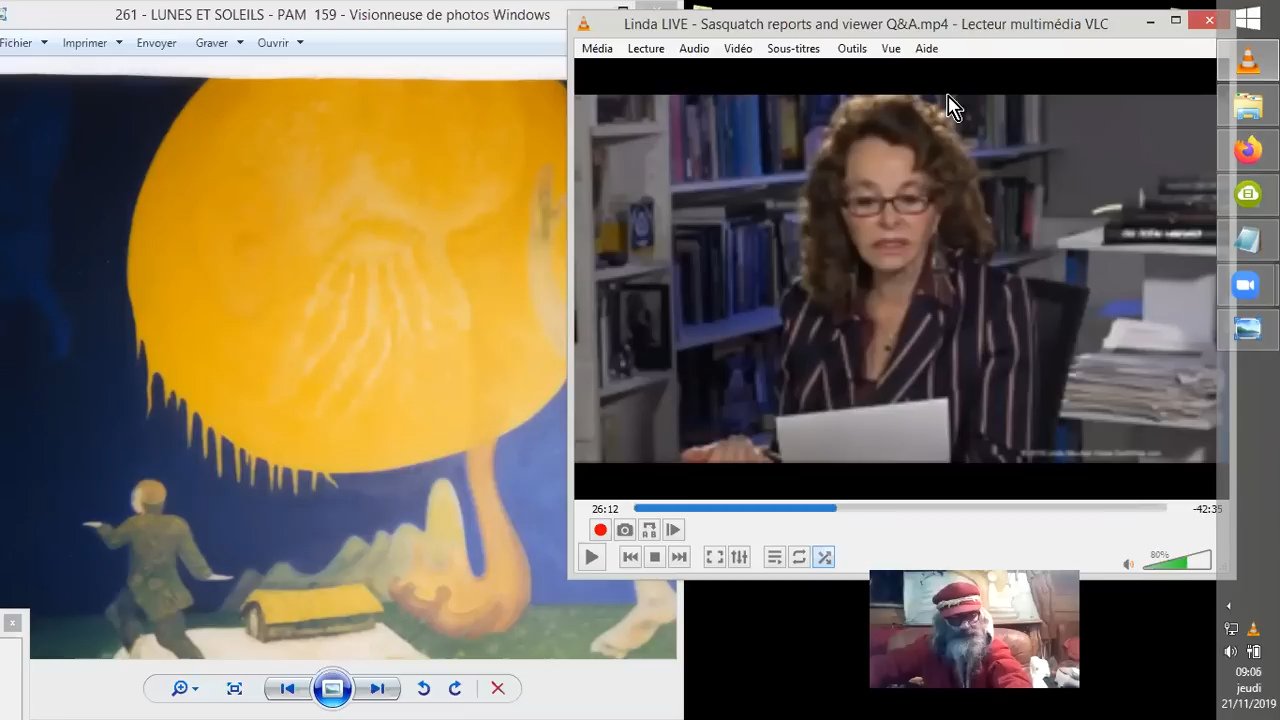 261 - LUNES ET SOLEILS - PAM 159 - Visionneuse de photos Windows
Fichier Imprimer Envoyer Graver Ouvrir
Linda LIVE - Sasquatch reports and viewer Q&A.mp4 - Lecteur multimédia VLC
Média Lecture Audio Vidéo Sous-titres Outils Vue Aide
26:12 -42:35
80%
09:06
jeudi
21/11/2019